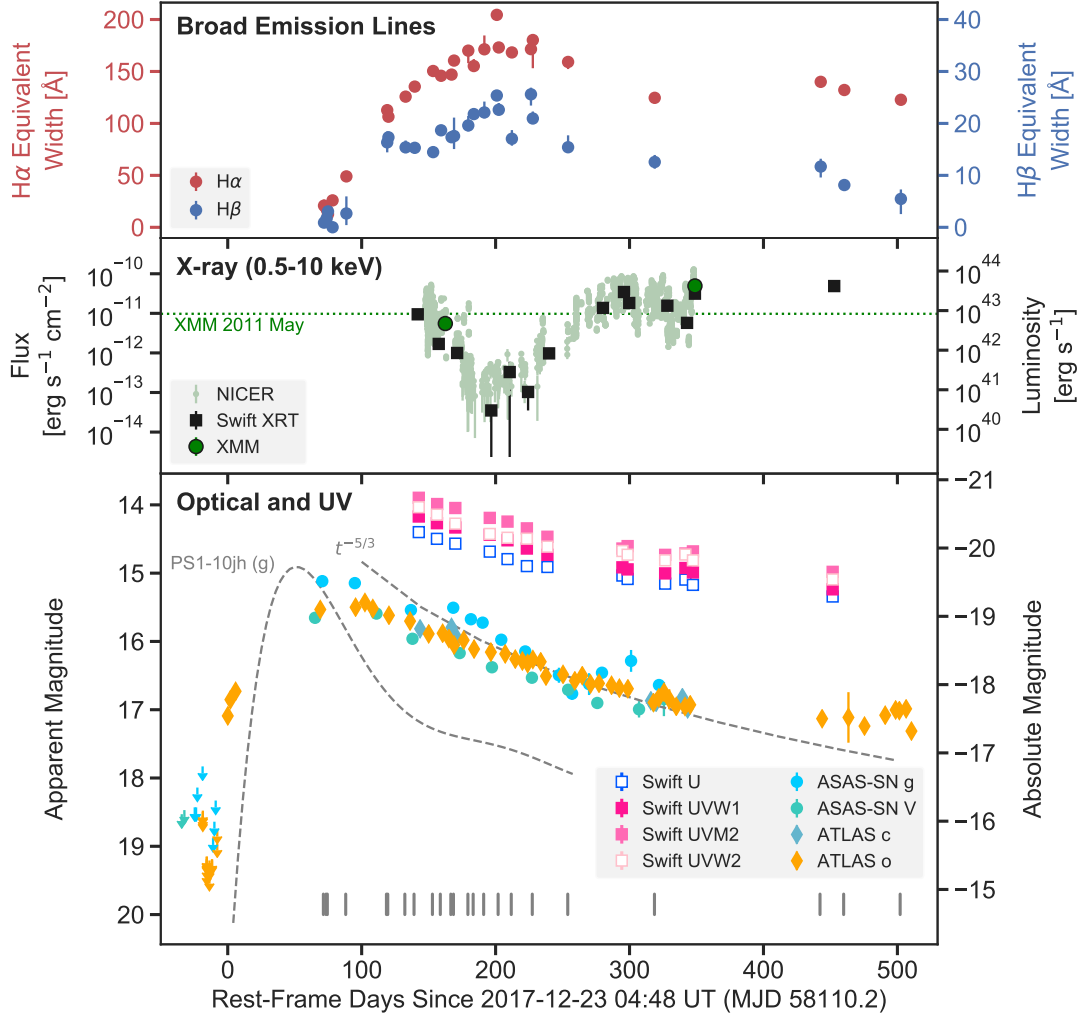 Broad Emission Lines
Hα Equivalent
Width [Å]
200
150
100
50
0
Hα
Hβ
40
30
20
10
0
Hβ Equivalent
Width [Å]
X-ray (0.5-10 keV)
Flux
[erg s⁻¹ cm⁻²]
10⁻¹⁰
10⁻¹¹
10⁻¹²
10⁻¹³
10⁻¹⁴
XMM 2011 May
NICER
Swift XRT
XMM
10⁴⁴
10⁴³
10⁴²
10⁴¹
10⁴⁰
Luminosity
[erg s⁻¹]
Optical and UV
Apparent Magnitude
14
15
16
17
18
19
20
PS1-10jh (g)
t⁻⁵/³
Swift U
Swift UVW1
Swift UVM2
Swift UVW2
ASAS-SN g
ASAS-SN V
ATLAS c
ATLAS o
−21
−20
−19
−18
−17
−16
−15
Absolute Magnitude
0 100 200 300 400 500
Rest-Frame Days Since 2017-12-23 04:48 UT (MJD 58110.2)